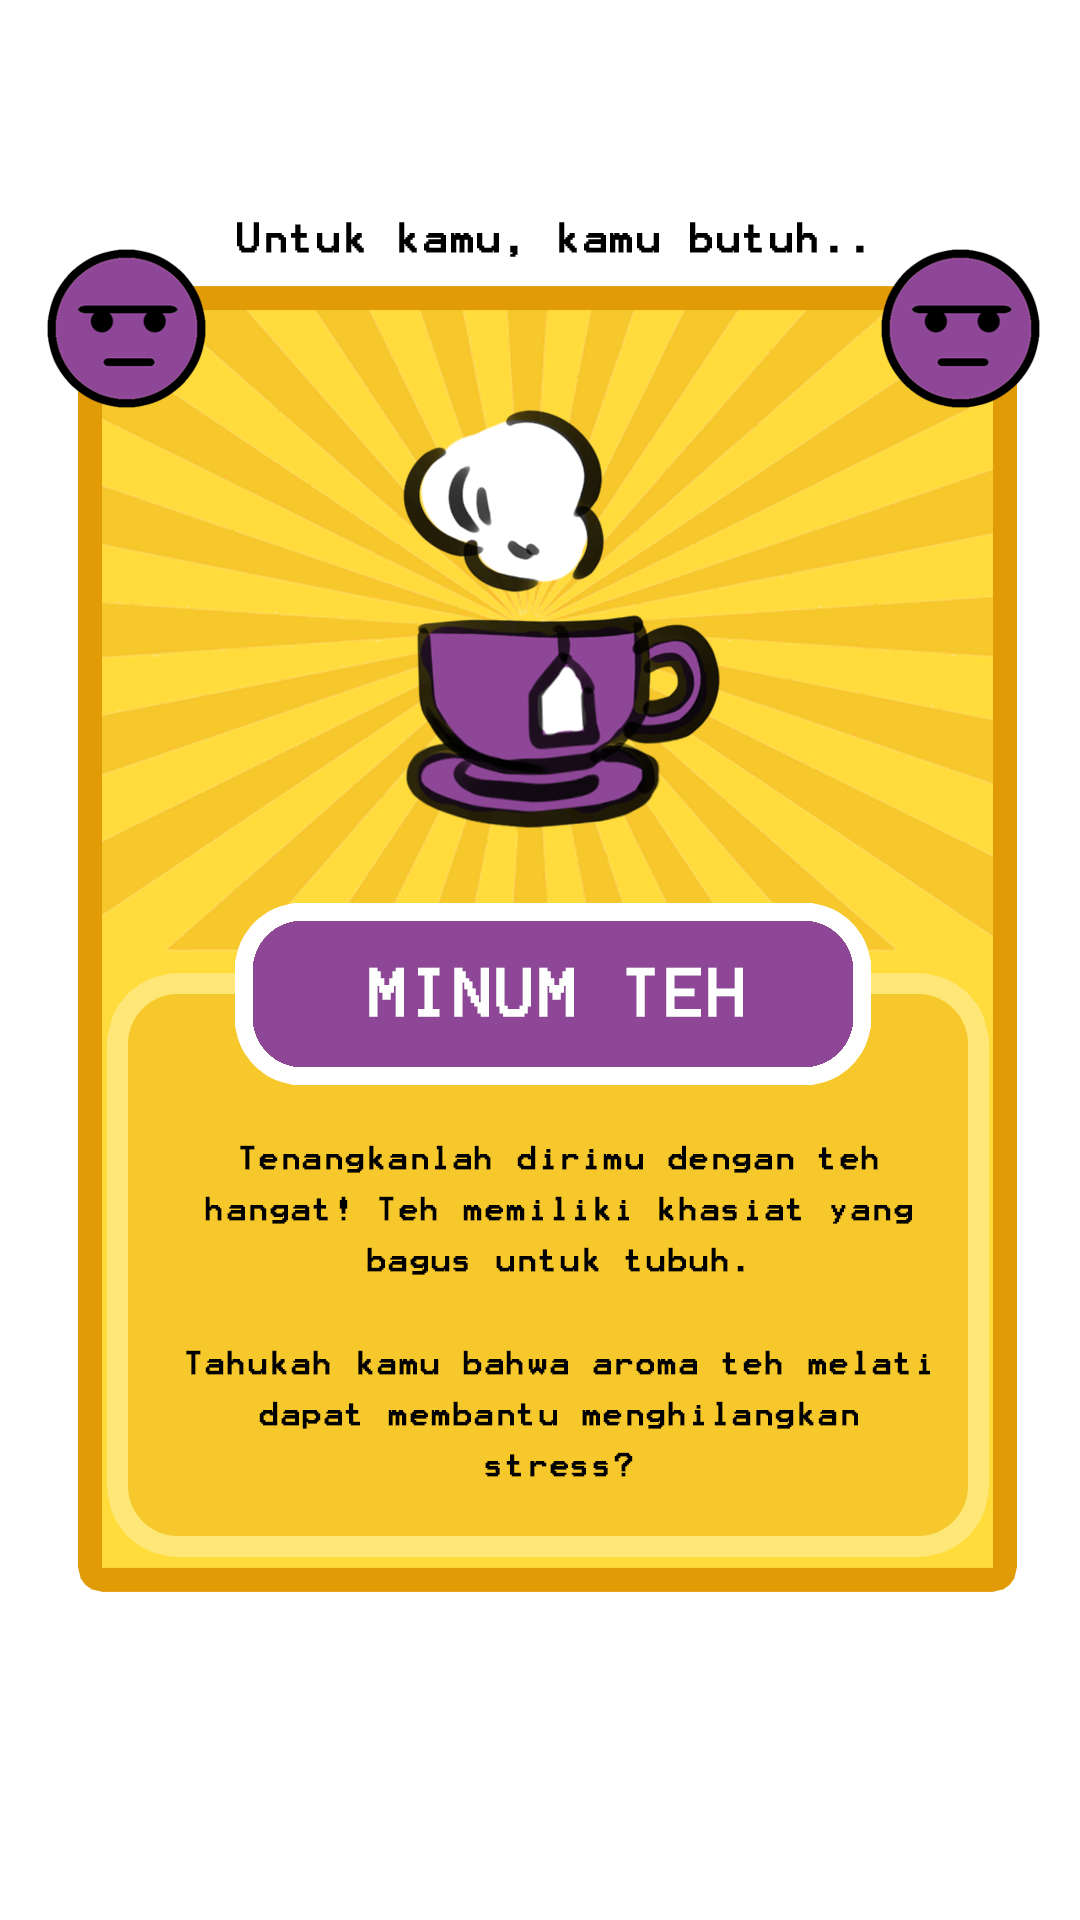 Untuk kamu, kamu butuh..
MINUM TEH
Tenangkanlah dirimu dengan teh
hangat! Teh memiliki khasiat yang
bagus untuk tubuh.
Tahukah kamu bahwa aroma teh melati
dapat membantu menghilangkan
stress?